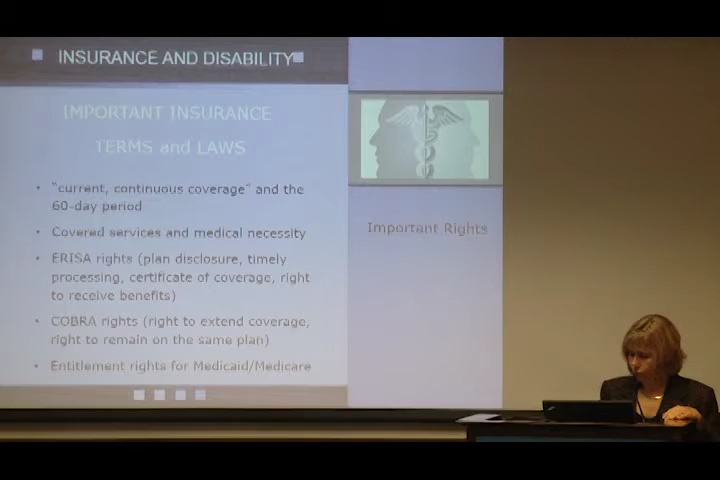 INSURANCE AND DISABILITY
IMPORTANT INSURANCE
TERMS and LAWS
• "current, continuous coverage" and the
60-day period
• Covered services and medical necessity
• ERISA rights (plan disclosure, timely
processing, certificate of coverage, right
to receive benefits)
• COBRA rights (right to extend coverage,
right to remain on the same plan)
• Entitlement rights for Medicaid/Medicare
Important Rights